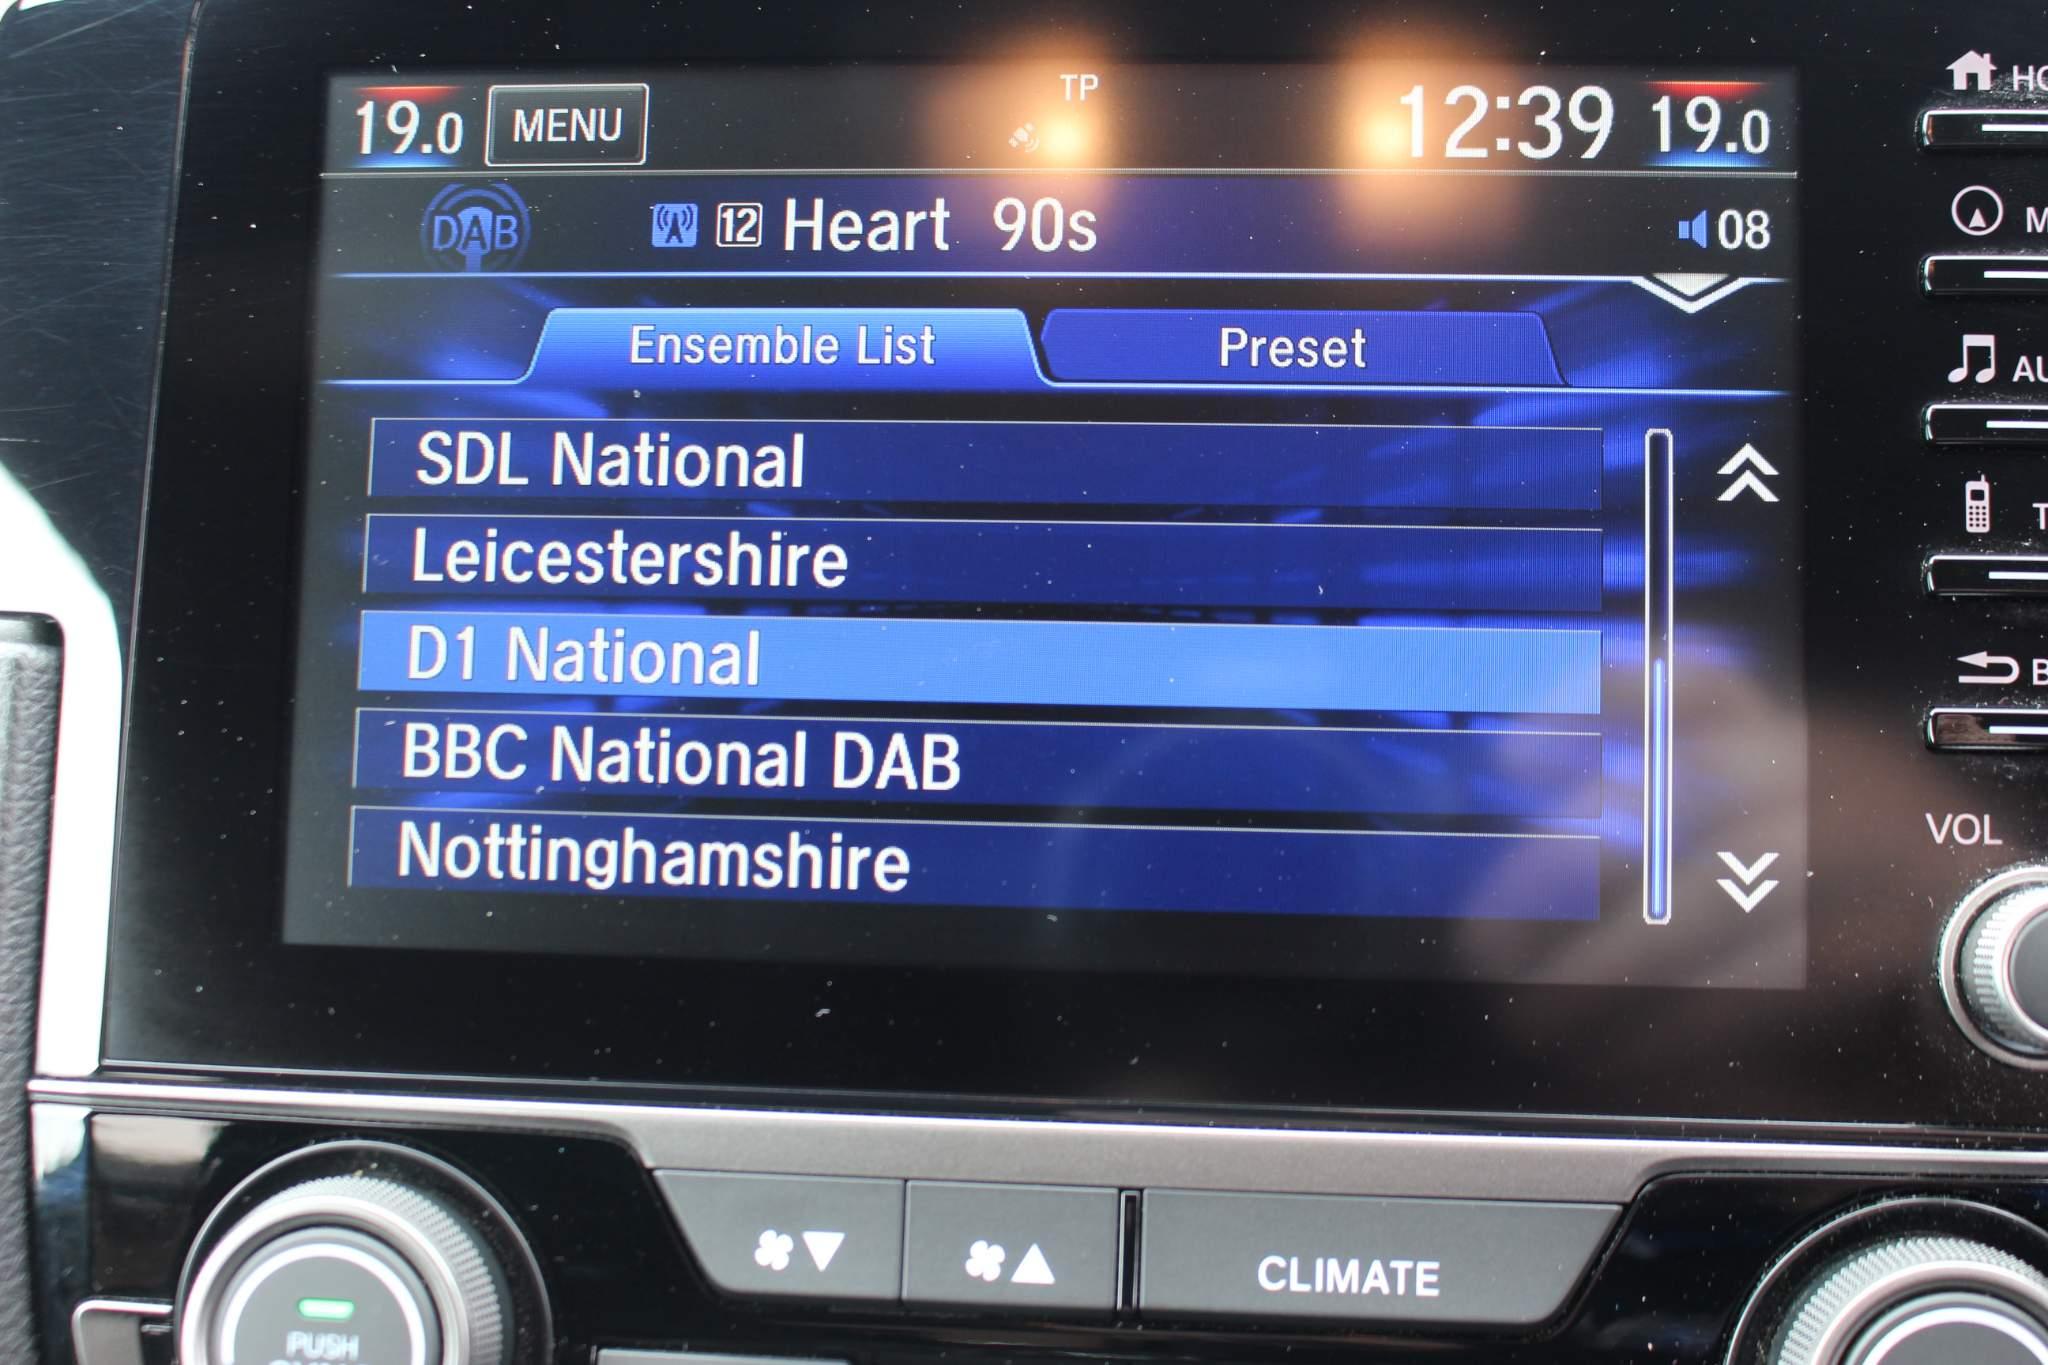 19.0 MENU TP 12:39 19.0
DAB 12 Heart 90s 08
Ensemble List Preset
SDL National
Leicestershire
D1 National
BBC National DAB
Nottinghamshire
VOL
CLIMATE
PUSH